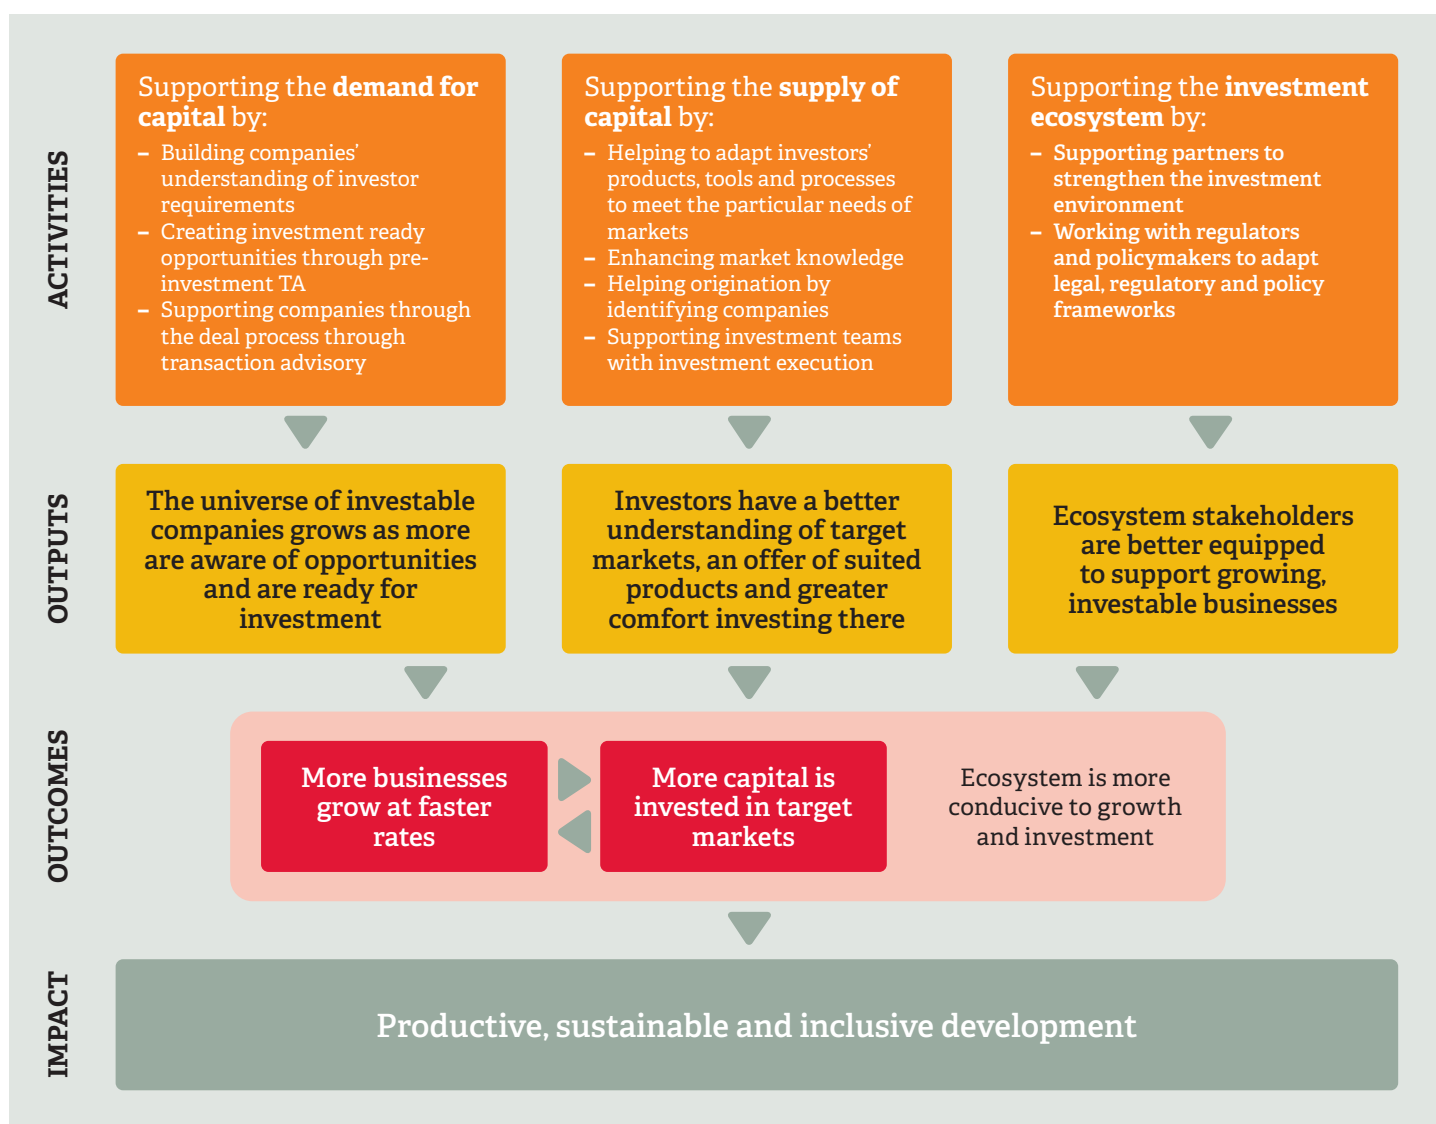 ACTIVITIES
Supporting the demand for
capital by:
– Building companies’
understanding of investor
requirements
– Creating investment ready
opportunities through pre-
investment TA
– Supporting companies through
the deal process through
transaction advisory
Supporting the supply of
capital by:
– Helping to adapt investors’
products, tools and processes
to meet the particular needs of
markets
– Enhancing market knowledge
– Helping origination by
identifying companies
– Supporting investment teams
with investment execution
Supporting the investment
ecosystem by:
– Supporting partners to
strengthen the investment
environment
– Working with regulators
and policymakers to adapt
legal, regulatory and policy
frameworks
OUTPUTS
The universe of investable
companies grows as more
are aware of opportunities
and are ready for
investment
Investors have a better
understanding of target
markets, an offer of suited
products and greater
comfort investing there
Ecosystem stakeholders
are better equipped
to support growing,
investable businesses
OUTCOMES
More businesses
grow at faster
rates
More capital is
invested in target
markets
Ecosystem is more
conducive to growth
and investment
IMPACT
Productive, sustainable and inclusive development